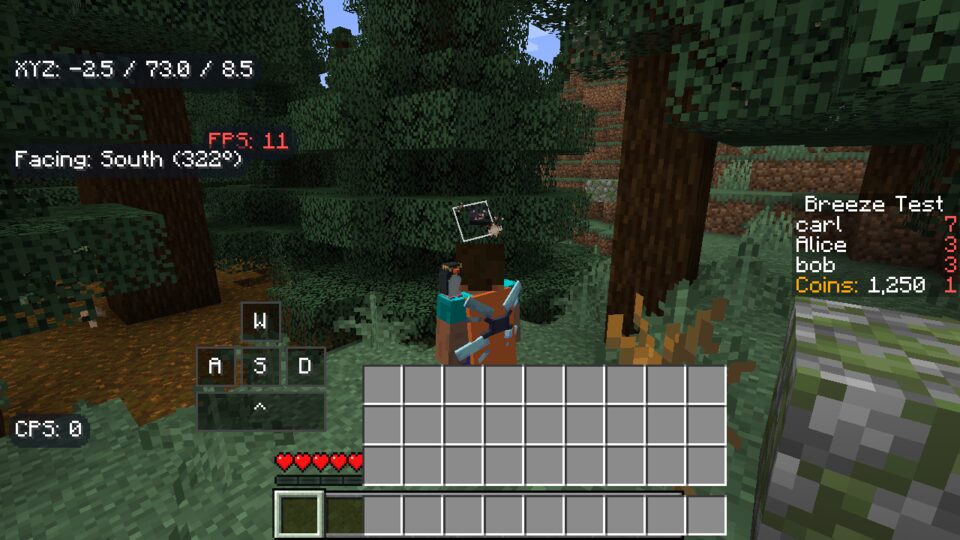 XYZ: -2.5 / 73.0 / 8.5
FPS: 11
Facing: South (322°)
Breeze Test
carl 7
Alice 3
bob 3
Coins: 1,250 1
W
A S D
^
CPS: 0